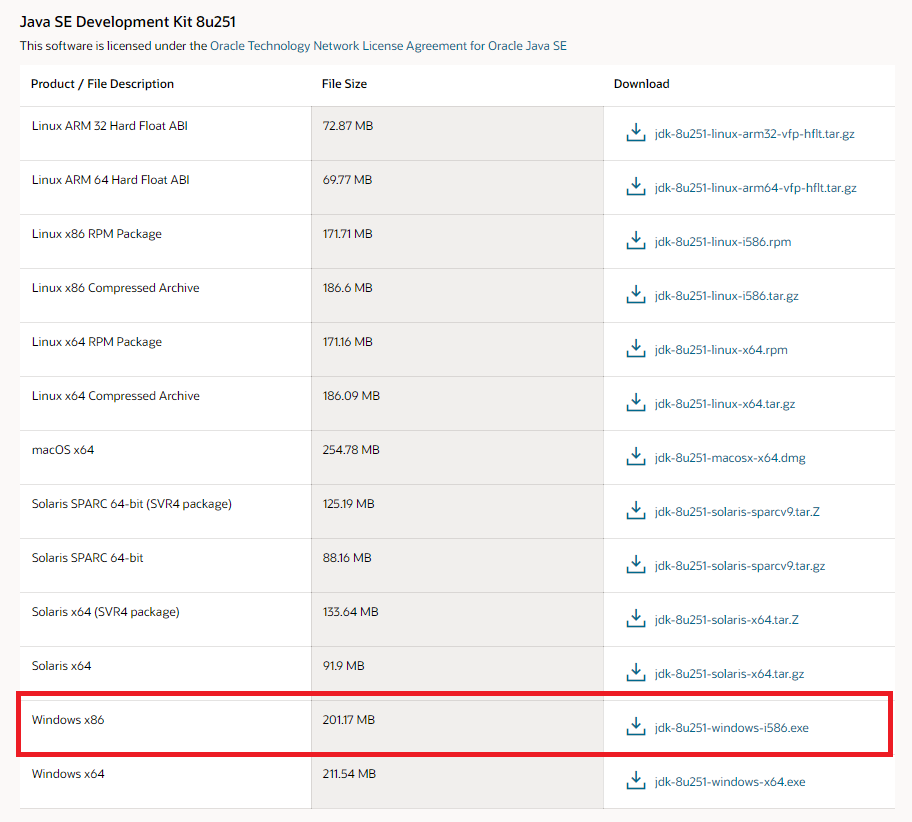 Java SE Development Kit 8u251
This software is licensed under the Oracle Technology Network License Agreement for Oracle Java SE
Product / File Description File Size Download
Linux ARM 32 Hard Float ABI 72.87 MB jdk-8u251-linux-arm32-vfp-hflt.tar.gz
Linux ARM 64 Hard Float ABI 69.77 MB jdk-8u251-linux-arm64-vfp-hflt.tar.gz
Linux x86 RPM Package 171.71 MB jdk-8u251-linux-i586.rpm
Linux x86 Compressed Archive 186.6 MB jdk-8u251-linux-i586.tar.gz
Linux x64 RPM Package 171.16 MB jdk-8u251-linux-x64.rpm
Linux x64 Compressed Archive 186.09 MB jdk-8u251-linux-x64.tar.gz
macOS x64 254.78 MB jdk-8u251-macosx-x64.dmg
Solaris SPARC 64-bit (SVR4 package) 125.19 MB jdk-8u251-solaris-sparcv9.tar.Z
Solaris SPARC 64-bit 88.16 MB jdk-8u251-solaris-sparcv9.tar.gz
Solaris x64 (SVR4 package) 133.64 MB jdk-8u251-solaris-x64.tar.Z
Solaris x64 91.9 MB jdk-8u251-solaris-x64.tar.gz
Windows x86 201.17 MB jdk-8u251-windows-i586.exe
Windows x64 211.54 MB jdk-8u251-windows-x64.exe